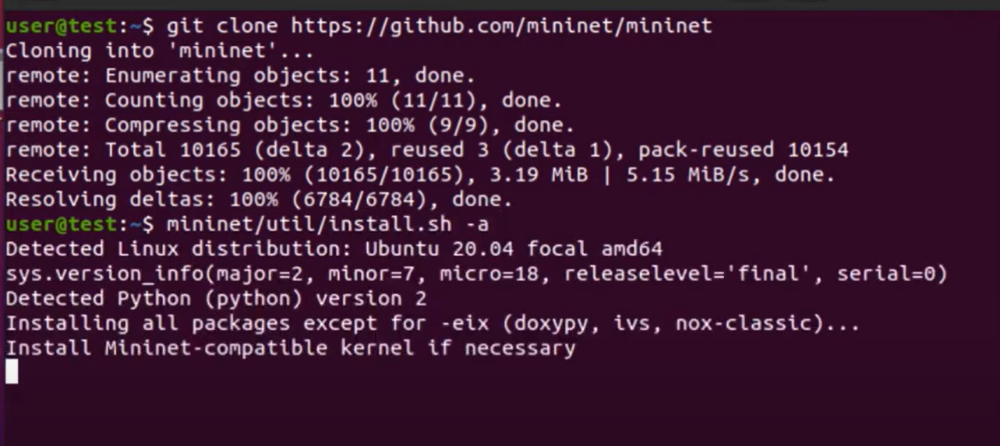 user@test:~$ git clone https://github.com/mininet/mininet
Cloning into 'mininet'...
remote: Enumerating objects: 11, done.
remote: Counting objects: 100% (11/11), done.
remote: Compressing objects: 100% (9/9), done.
remote: Total 10165 (delta 2), reused 3 (delta 1), pack-reused 10154
Receiving objects: 100% (10165/10165), 3.19 MiB | 5.15 MiB/s, done.
Resolving deltas: 100% (6784/6784), done.
user@test:~$ mininet/util/install.sh -a
Detected Linux distribution: Ubuntu 20.04 focal amd64
sys.version_info(major=2, minor=7, micro=18, releaselevel='final', serial=0)
Detected Python (python) version 2
Installing all packages except for -eix (doxypy, ivs, nox-classic)...
Install Mininet-compatible kernel if necessary